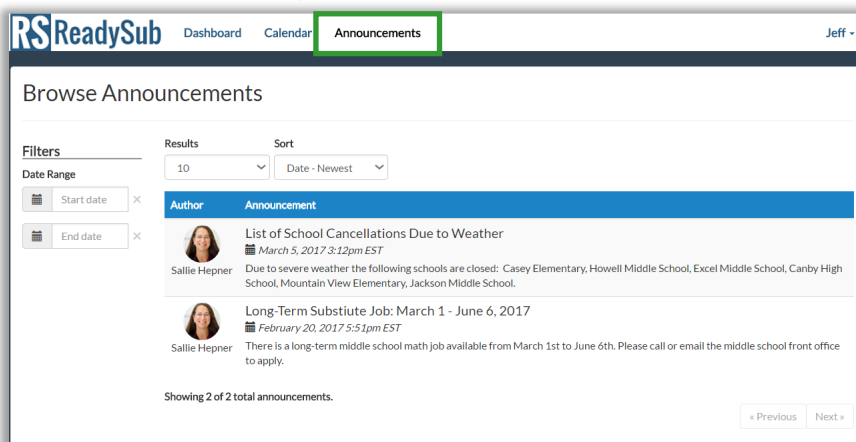 RS ReadySub Dashboard Calendar Announcements Jeff
Browse Announcements
Filters
Date Range
Start date
End date
Results Sort
10 Date - Newest
Author Announcement
List of School Cancellations Due to Weather
March 5, 2017 3:12pm EST
Sallie Hepner
Due to severe weather the following schools are closed: Casey Elementary, Howell Middle School, Excel Middle School, Canby High
School, Mountain View Elementary, Jackson Middle School.
Long-Term Substiute Job: March 1 - June 6, 2017
February 20, 2017 5:51pm EST
Sallie Hepner
There is a long-term middle school math job available from March 1st to June 6th. Please call or email the middle school front office
to apply.
Showing 2 of 2 total announcements.
« Previous Next »